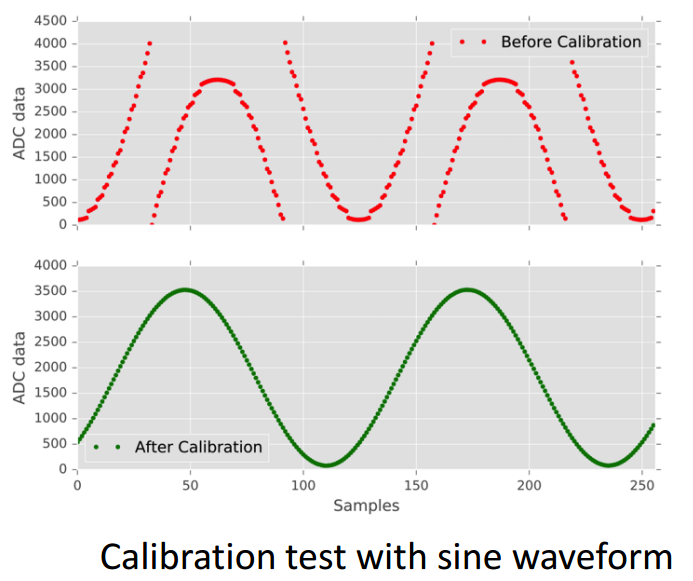 4500
4000
3500
3000
2500
2000
1500
1000
500
0
ADC data
Before Calibration
4000
3500
3000
2500
2000
1500
1000
500
0
ADC data
After Calibration
0 50 100 150 200 250
Samples
Calibration test with sine waveform